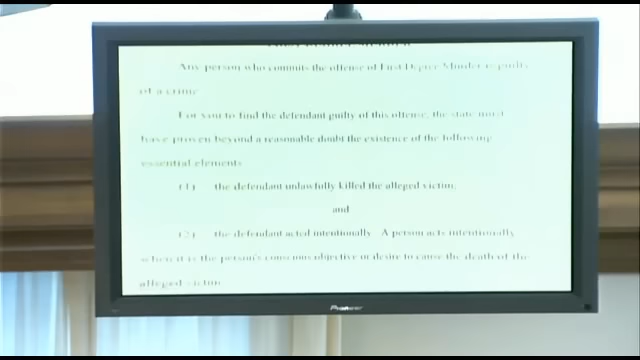 Any person who commits the offense of First Degree Murder is guilty
of a crime
For you to find the defendant guilty of this offense, the state must
have proven beyond a reasonable doubt the existence of the following
essential elements
(1) the defendant unlawfully killed the alleged victim;
and
(2) the defendant acted intentionally. A person acts intentionally
when it is the person's conscious objective or desire to cause the death of the
alleged victim
Pioneer